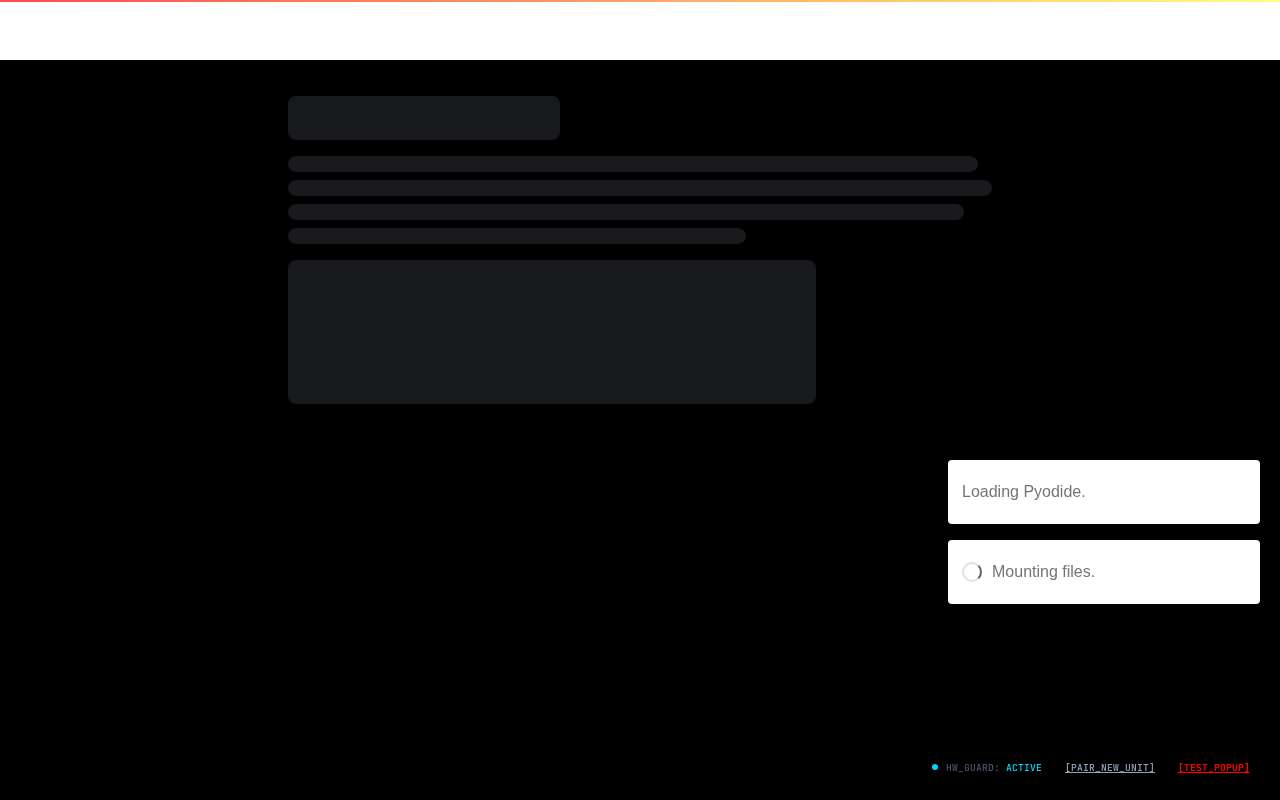 Loading Pyodide.
Mounting files.
HW_GUARD: ACTIVE [PAIR_NEW_UNIT] [TEST_POPUP]